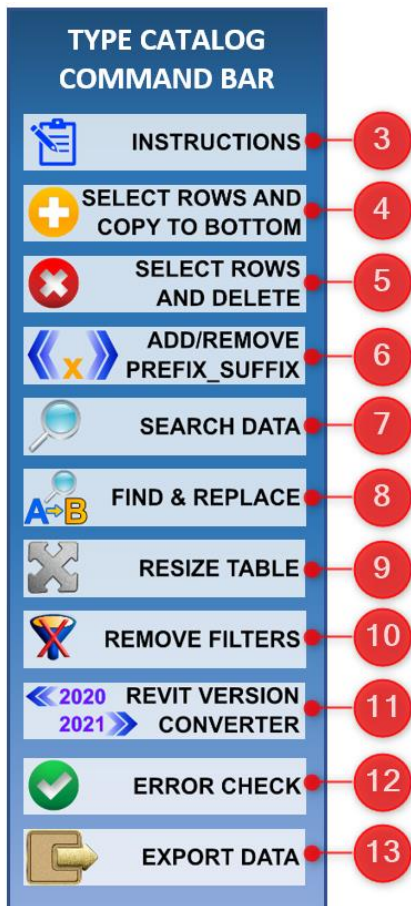 TYPE CATALOG
COMMAND BAR
INSTRUCTIONS 3
SELECT ROWS AND
COPY TO BOTTOM 4
SELECT ROWS
AND DELETE 5
x ADD/REMOVE
PREFIX_SUFFIX 6
SEARCH DATA 7
A B FIND & REPLACE 8
RESIZE TABLE 9
REMOVE FILTERS 10
2020 REVIT VERSION
2021 CONVERTER 11
ERROR CHECK 12
EXPORT DATA 13